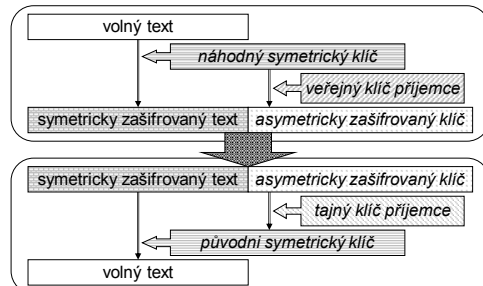 volný text
náhodný symetrický klíč
veřejný klíč příjemce
symetricky zašifrovaný text
asymetricky zašifrovaný klíč
symetricky zašifrovaný text
asymetricky zašifrovaný klíč
tajný klíč příjemce
původní symetrický klíč
volný text